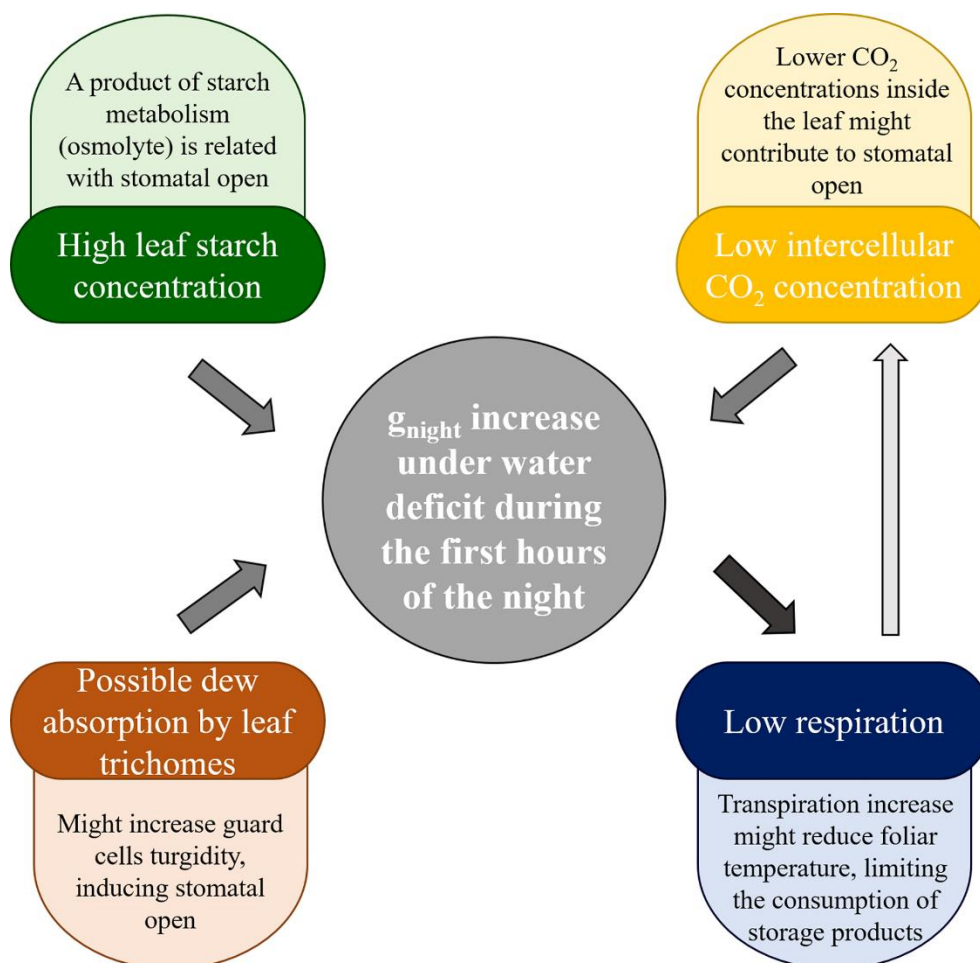 A product of starch
metabolism
(osmolyte) is related
with stomatal open
High leaf starch
concentration
Lower CO₂
concentrations inside
the leaf might
contribute to stomatal
open
Low intercellular
CO₂ concentration
g_night increase
under water
deficit during
the first hours
of the night
Possible dew
absorption by leaf
trichomes
Might increase guard
cells turgidity,
inducing stomatal
open
Low respiration
Transpiration increase
might reduce foliar
temperature, limiting
the consumption of
storage products